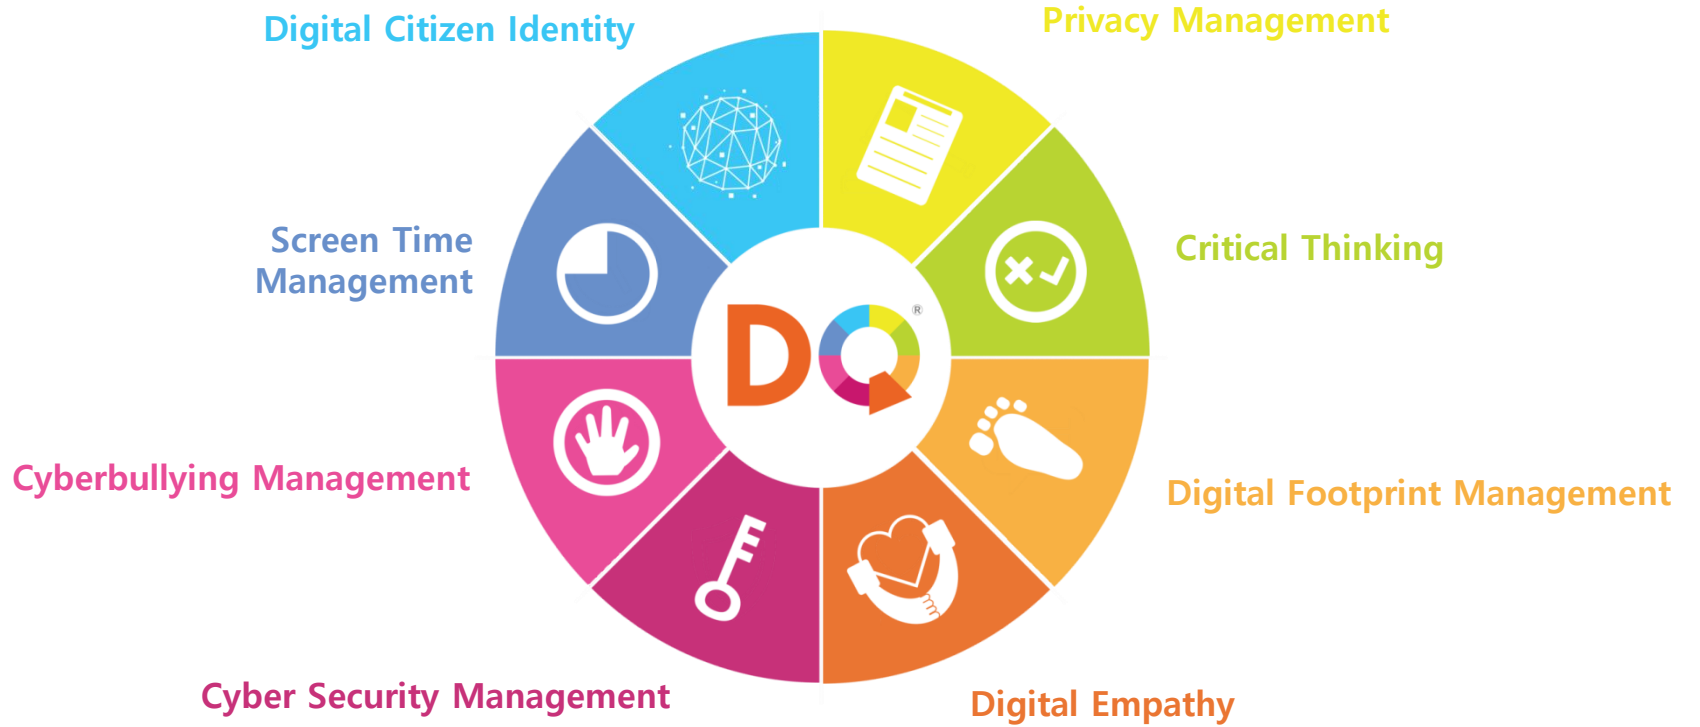 Digital Citizen Identity
Privacy Management
Screen Time
Management
Critical Thinking
DQ®
Cyberbullying Management
Digital Footprint Management
Cyber Security Management
Digital Empathy